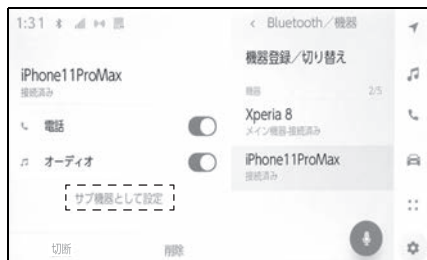 1:31
iPhone11ProMax
接続済み
電話
オーディオ
サブ機器として設定
切断
削除
Bluetooth／機器
機器登録／切り替え
機器 2/5
Xperia 8
メイン機器-接続済み
iPhone11ProMax
接続済み